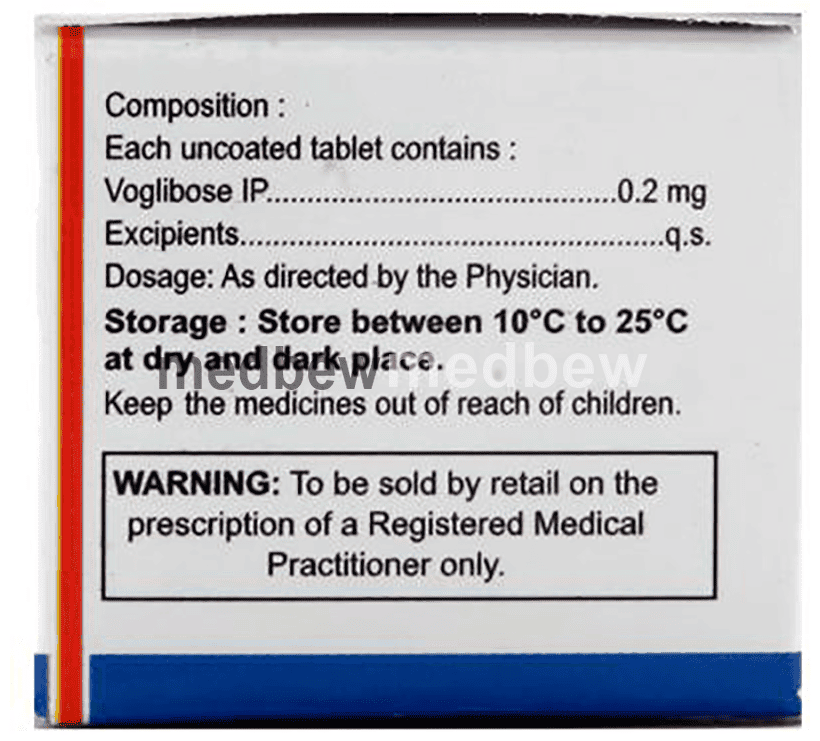 Composition :
Each uncoated tablet contains :
Voglibose IP..........................................0.2 mg
Excipients..................................................q.s.
Dosage: As directed by the Physician.
Storage : Store between 10°C to 25°C
at dry and dark place.
medbew medbew
Keep the medicines out of reach of children.
WARNING: To be sold by retail on the
prescription of a Registered Medical
Practitioner only.